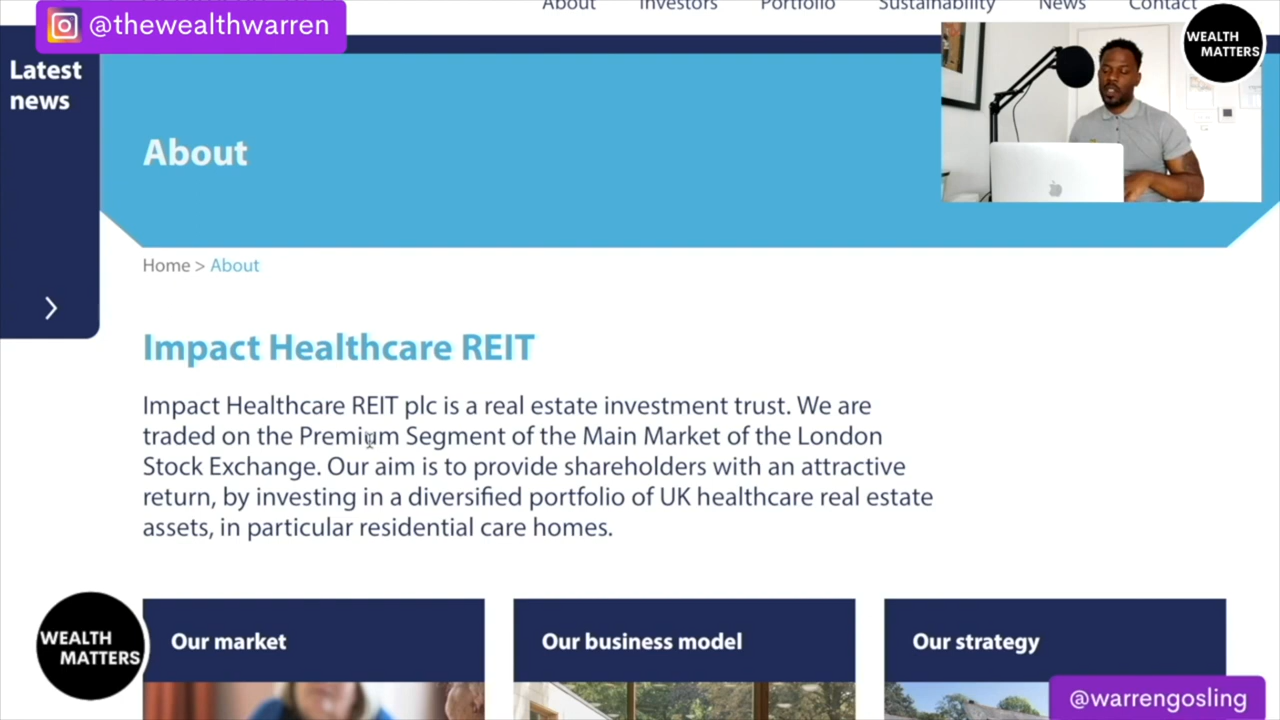 @thewealthwarren
About Investors Portfolio Sustainability News Contact
WEALTH
MATTERS
Latest
news
About
Home > About
Impact Healthcare REIT
Impact Healthcare REIT plc is a real estate investment trust. We are
traded on the Premium Segment of the Main Market of the London
Stock Exchange. Our aim is to provide shareholders with an attractive
return, by investing in a diversified portfolio of UK healthcare real estate
assets, in particular residential care homes.
WEALTH
MATTERS
Our market
Our business model
Our strategy
@warrengosling